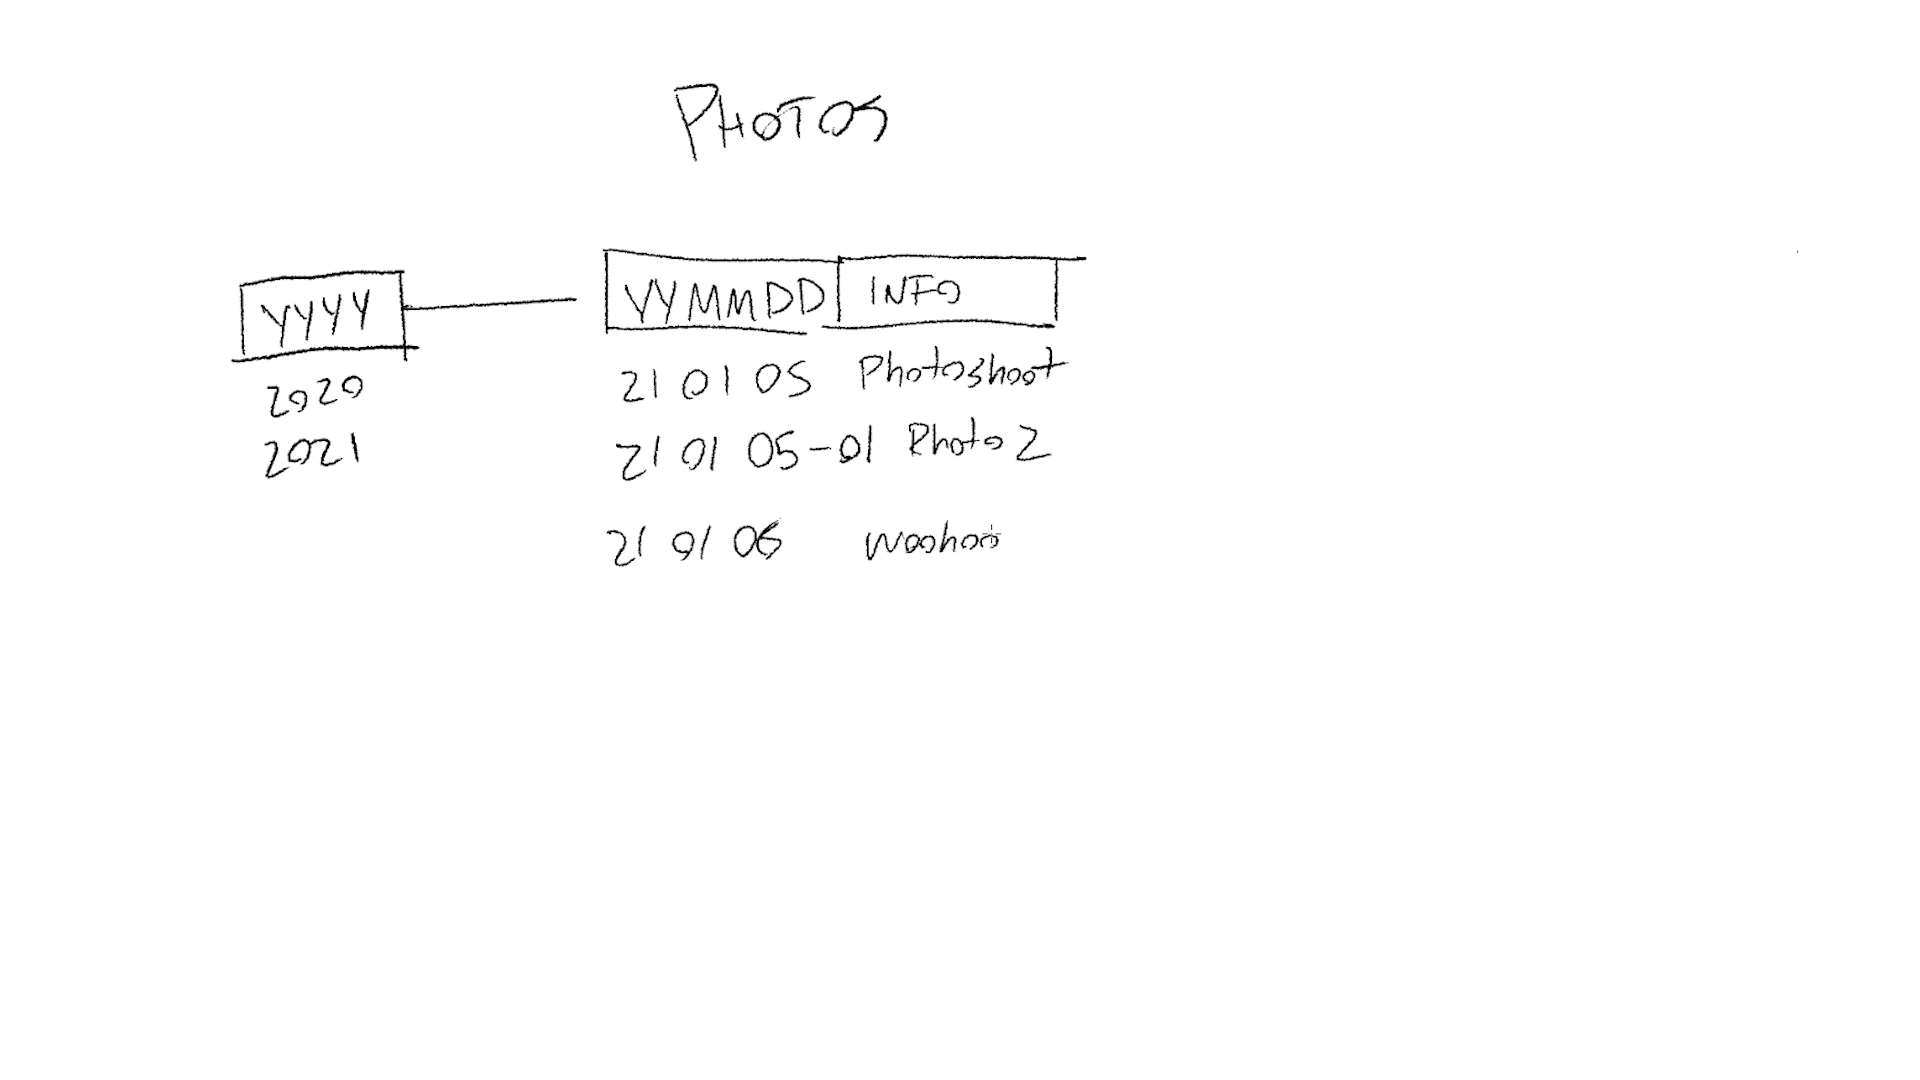 PHOTOS
YYYY YYMMDD INFO
2020 21 01 05 Photoshoot
2021 21 01 05-01 Photo 2
21 01 06 Woohoo